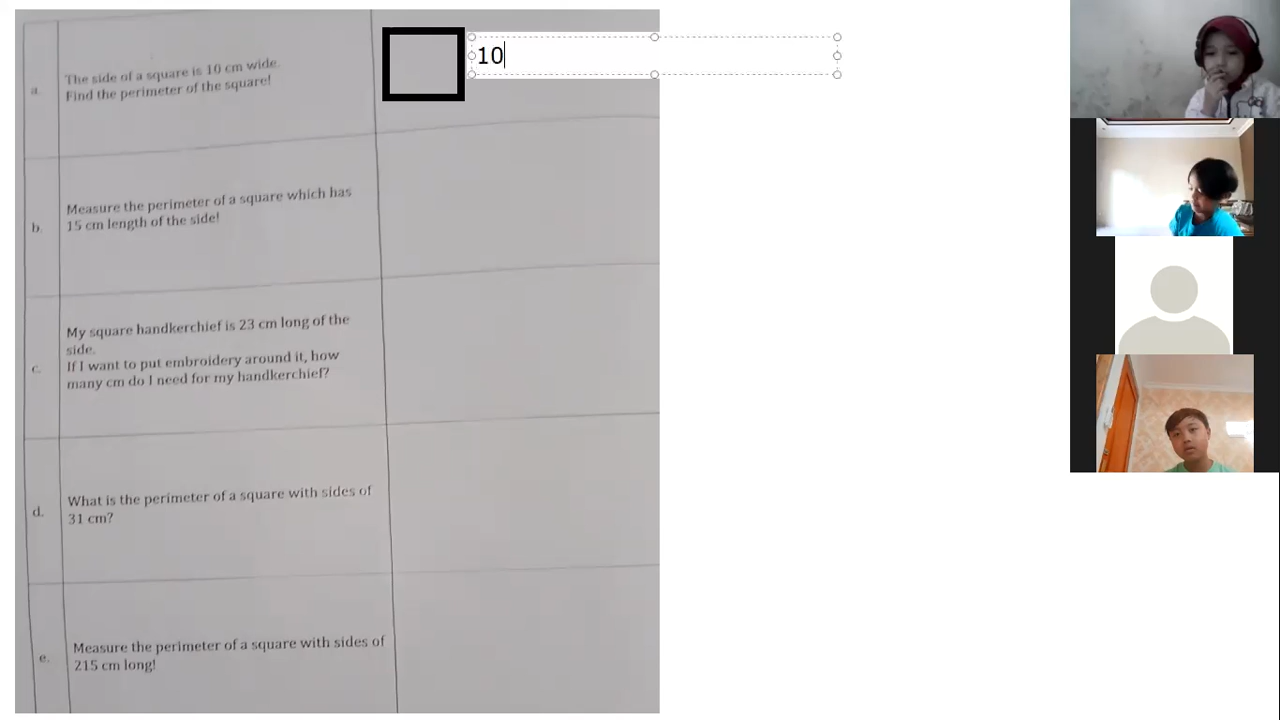 a.
The side of a square is 10 cm wide.
Find the perimeter of the square!
10
b.
Measure the perimeter of a square which has
15 cm length of the side!
c.
My square handkerchief is 23 cm long of the
side.
If I want to put embroidery around it, how
many cm do I need for my handkerchief?
d.
What is the perimeter of a square with sides of
31 cm?
e.
Measure the perimeter of a square with sides of
215 cm long!